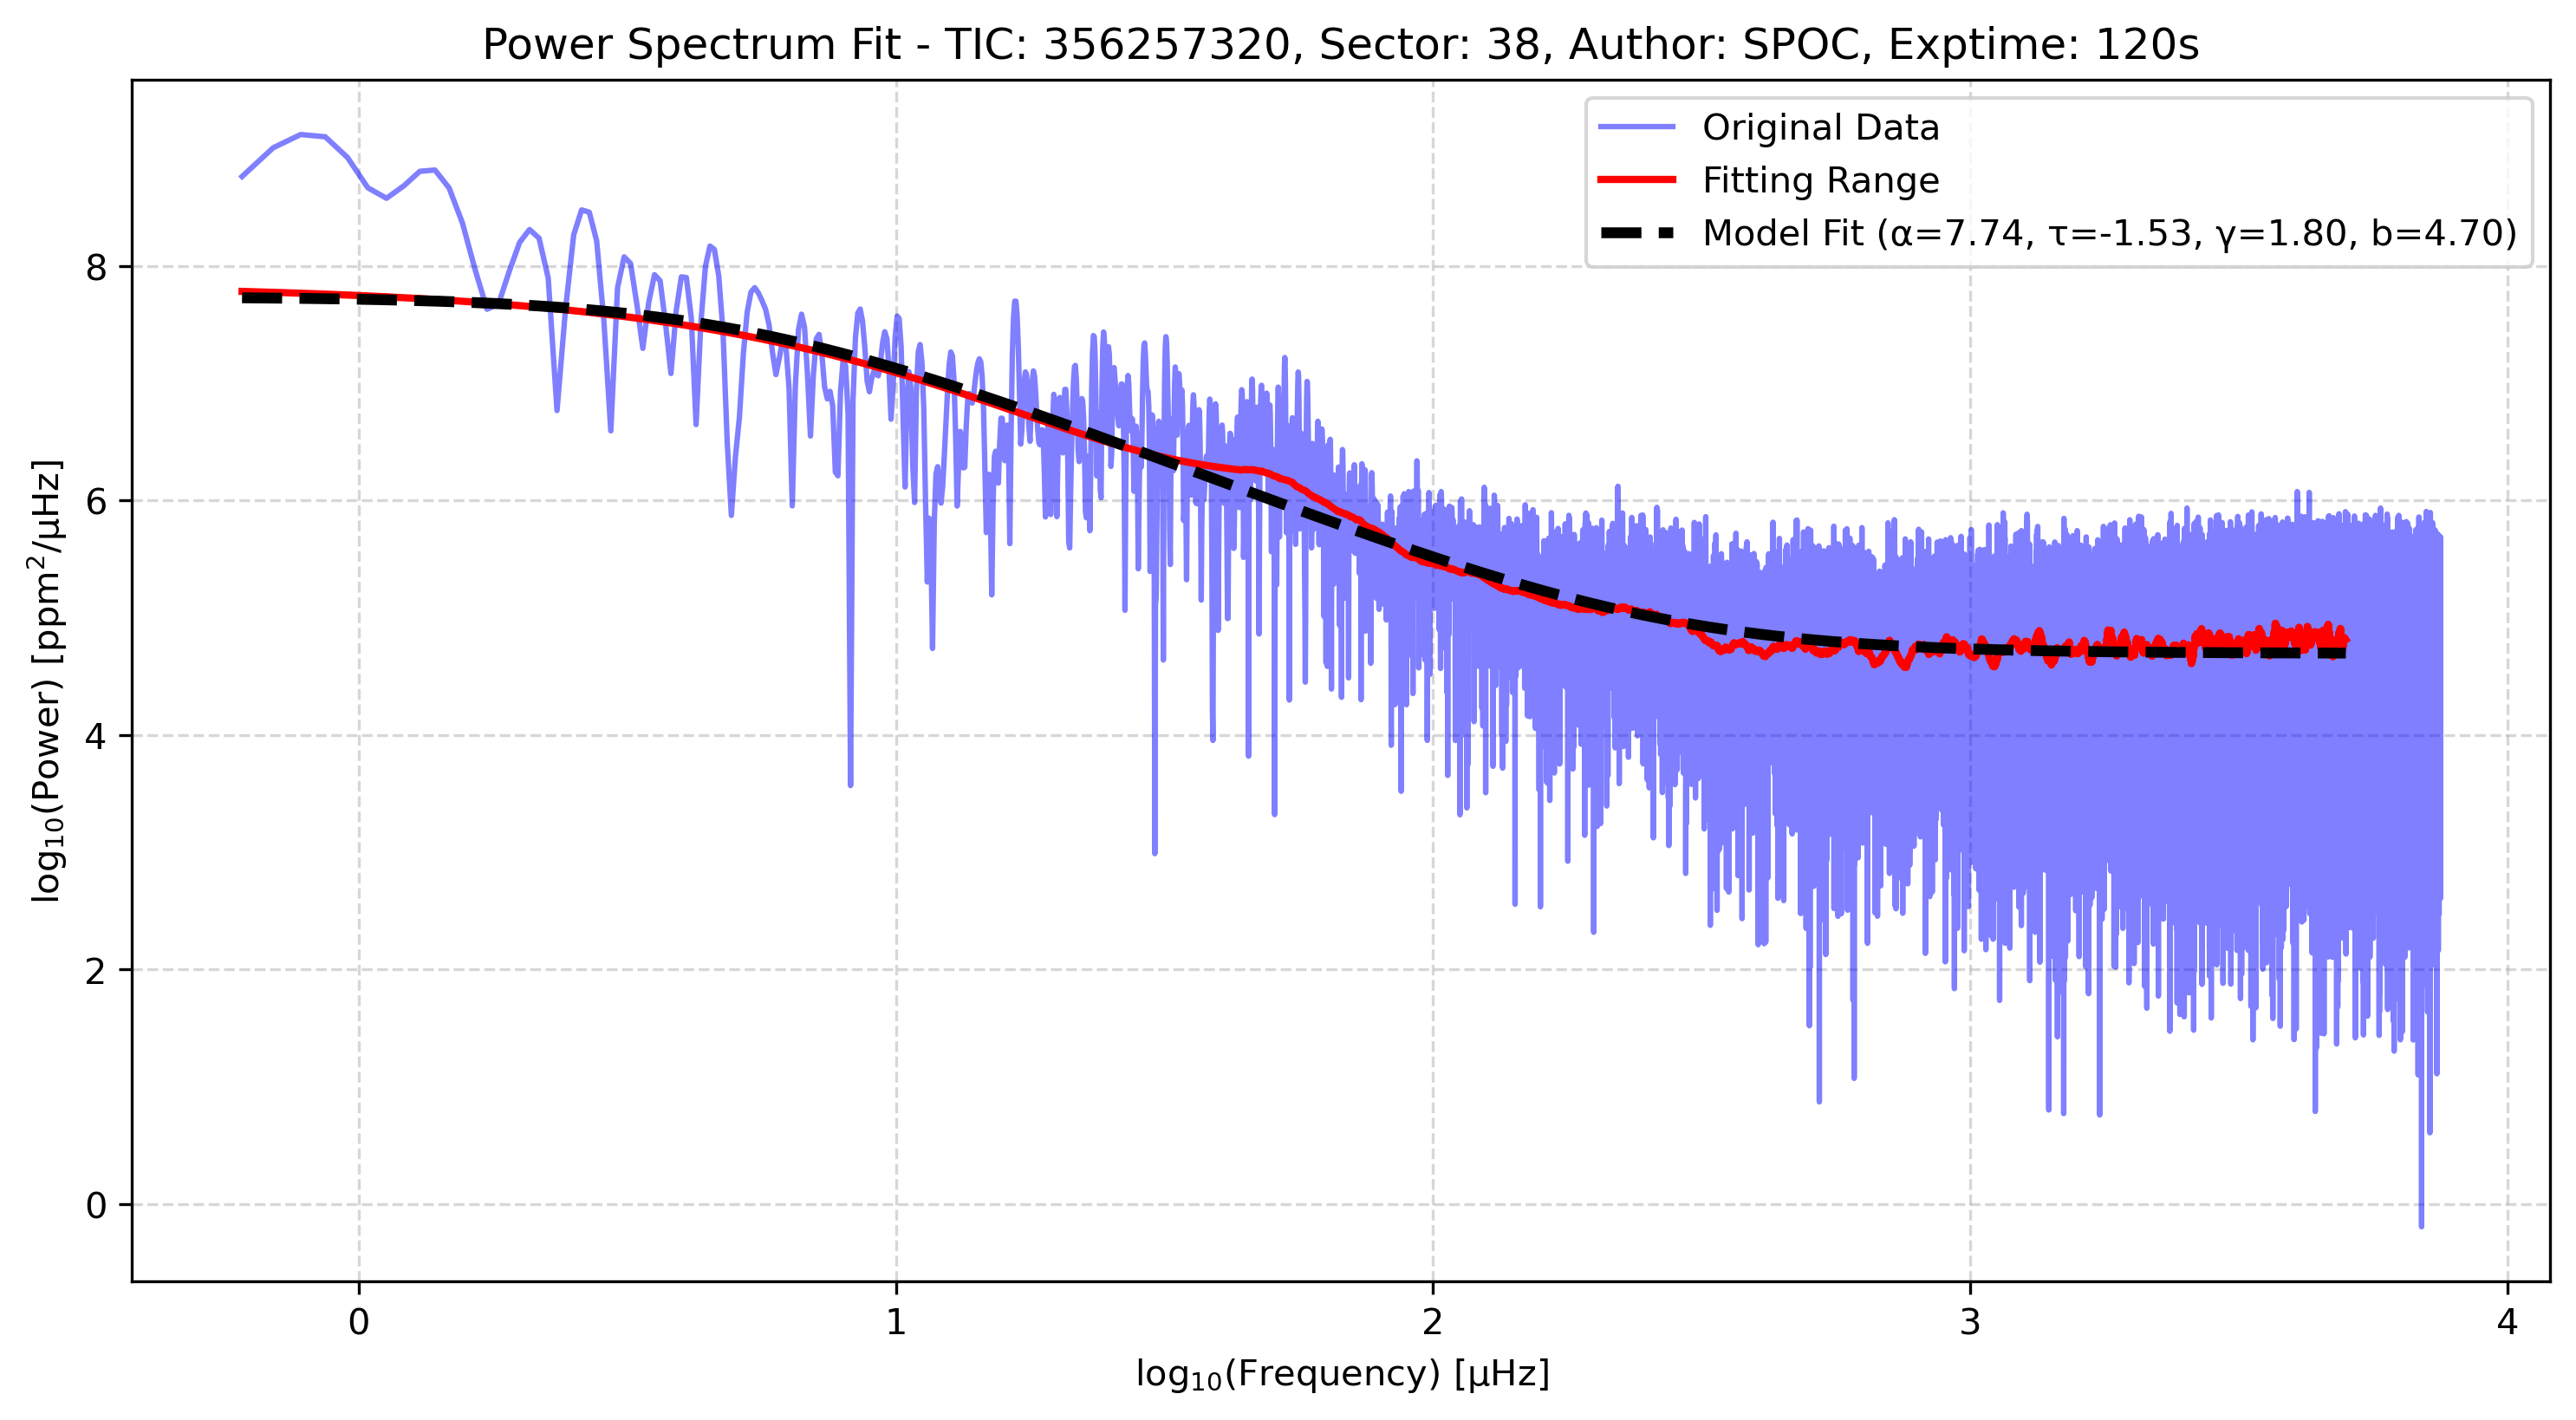 Power Spectrum Fit - TIC: 356257320, Sector: 38, Author: SPOC, Exptime: 120s
Original Data
Fitting Range
Model Fit (α=7.74, τ=-1.53, γ=1.80, b=4.70)
log₁₀(Power) [ppm²/μHz]
8
6
4
2
0
0 1 2 3 4
log₁₀(Frequency) [μHz]